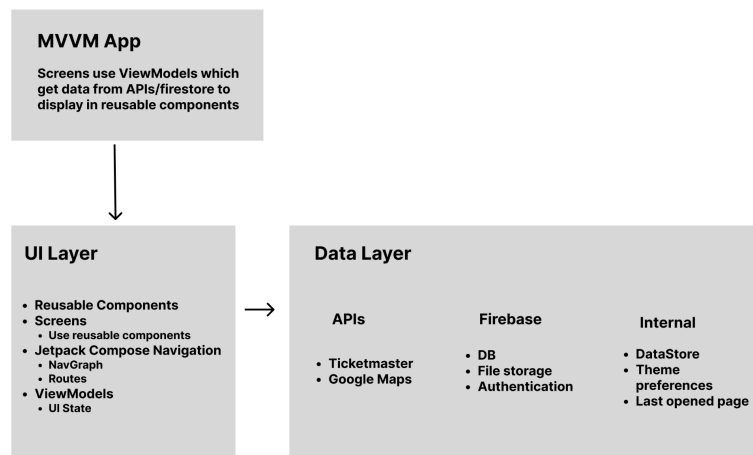 MVVM App
Screens use ViewModels which
get data from APIs/firestore to
display in reusable components
UI Layer
Reusable Components
Screens
Use reusable components
Jetpack Compose Navigation
NavGraph
Routes
ViewModels
UI State
Data Layer
APIs
Ticketmaster
Google Maps
Firebase
DB
File storage
Authentication
Internal
DataStore
Theme
preferences
Last opened page